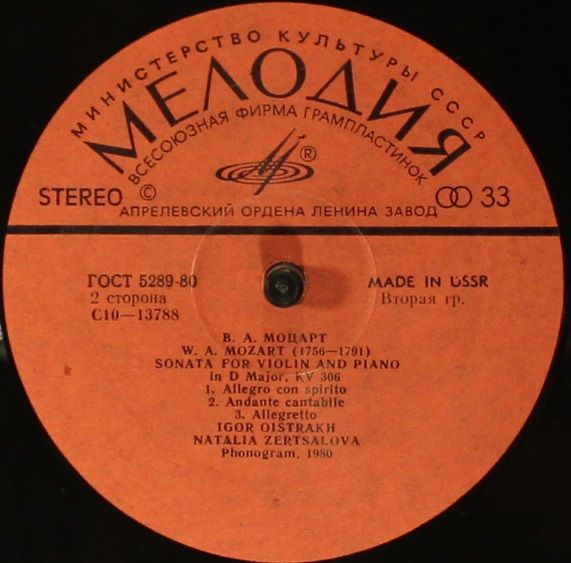 МИНИСТЕРСТВО КУЛЬТУРЫ СССР
МЕЛОДИЯ
ВСЕСОЮЗНАЯ ФИРМА ГРАМПЛАСТИНОК
®
STEREO © 33
АПРЕЛЕВСКИЙ ОРДЕНА ЛЕНИНА ЗАВОД
ГОСТ 5289-80
2 сторона
С10—13788
MADE IN USSR
Вторая гр.
В. А. МОЦАРТ
W. A. MOZART (1756—1791)
SONATA FOR VIOLIN AND PIANO
in D Major, KV 306
1. Allegro con spirito
2. Andante cantabile
3. Allegretto
IGOR OISTRAKH
NATALIA ZERTSALOVA
Phonogram, 1980